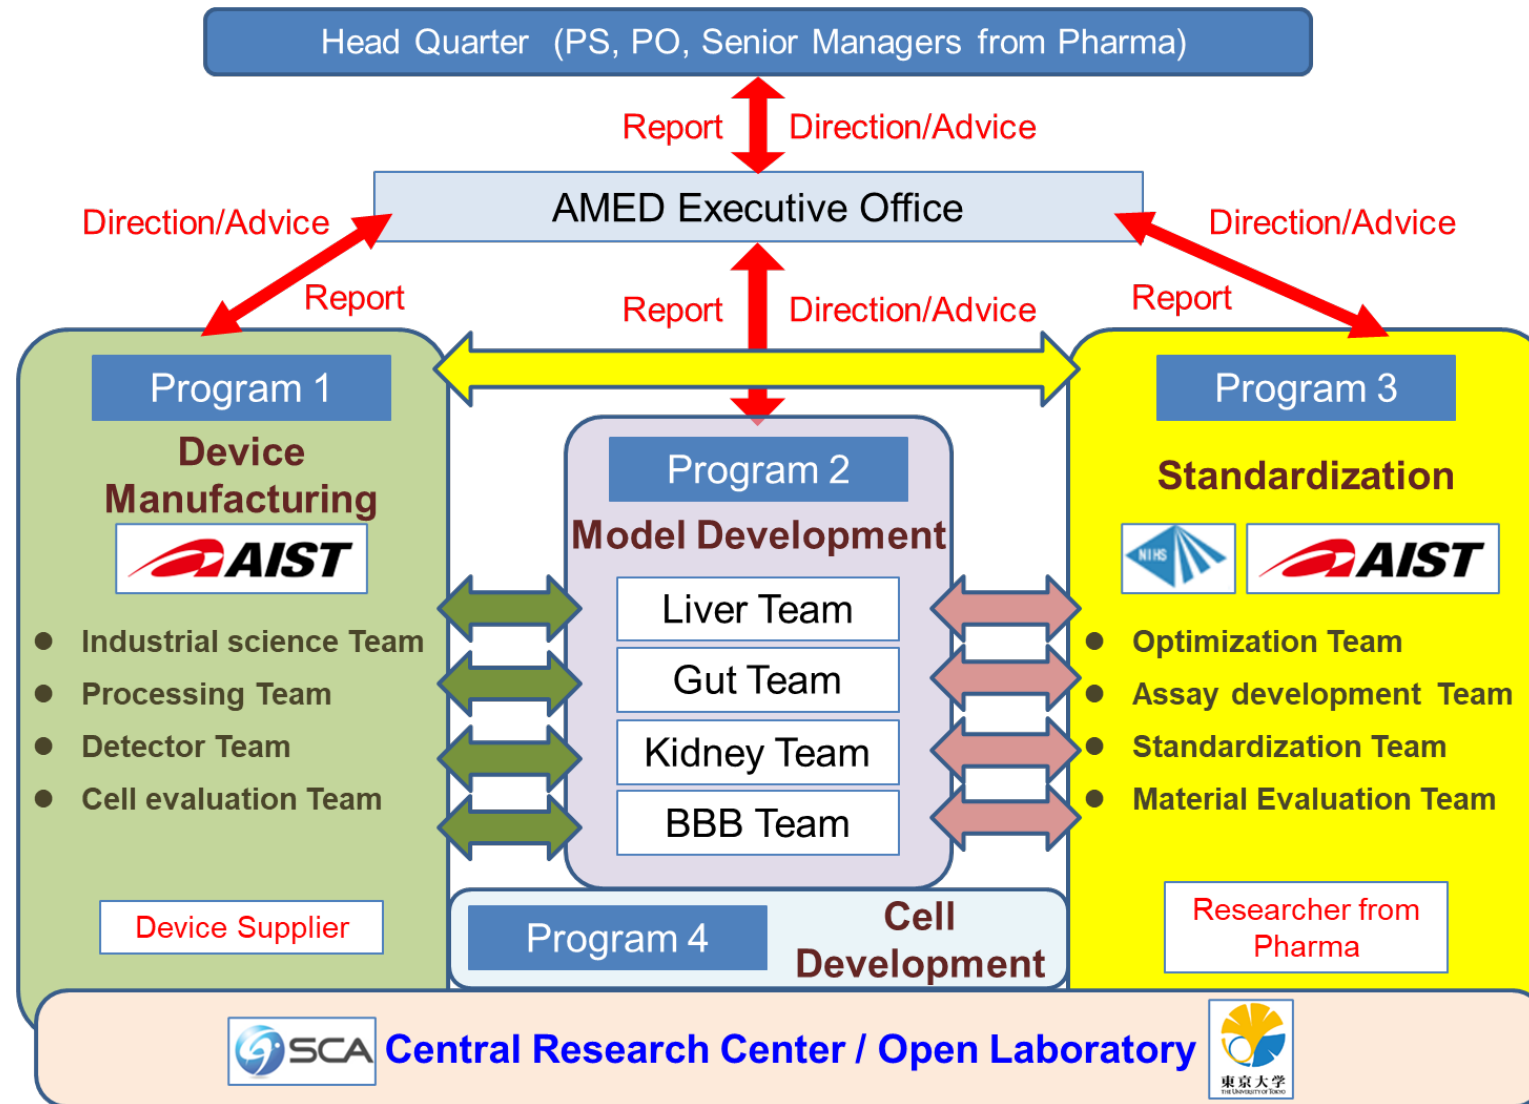 Head Quarter (PS, PO, Senior Managers from Pharma)
Report
Direction/Advice
AMED Executive Office
Direction/Advice
Report
Report
Direction/Advice
Direction/Advice
Report
Program 1
Device
Manufacturing
AIST
Industrial science Team
Processing Team
Detector Team
Cell evaluation Team
Device Supplier
Program 2
Model Development
Liver Team
Gut Team
Kidney Team
BBB Team
Program 3
Standardization
NIHS
AIST
Optimization Team
Assay development Team
Standardization Team
Material Evaluation Team
Researcher from
Pharma
Program 4
Cell
Development
SCA
Central Research Center / Open Laboratory
東京大学
THE UNIVERSITY OF TOKYO